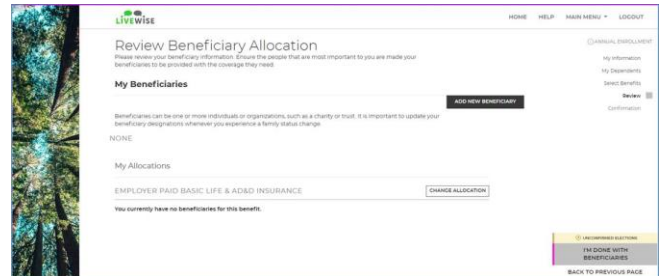 LIVEWISE
HOME HELP MAIN MENU LOGOUT
Review Beneficiary Allocation
Please review your beneficiary information. Ensure the people that are most important to you are made your
beneficiaries to be provided with the coverage they need.
My Beneficiaries
ADD NEW BENEFICIARY
Beneficiaries can be one or more individuals or organizations, such as a charity or trust. It is important to update your
beneficiary designations whenever you experience a family status change.
NONE
My Allocations
EMPLOYER PAID BASIC LIFE & AD&D INSURANCE
CHANGE ALLOCATION
You currently have no beneficiaries for this benefit.
ANNUAL ENROLLMENT
My Information
My Dependents
Select Benefits
Review
Confirmation
UNCONFIRMED ELECTIONS
I'M DONE WITH
BENEFICIARIES
BACK TO PREVIOUS PAGE